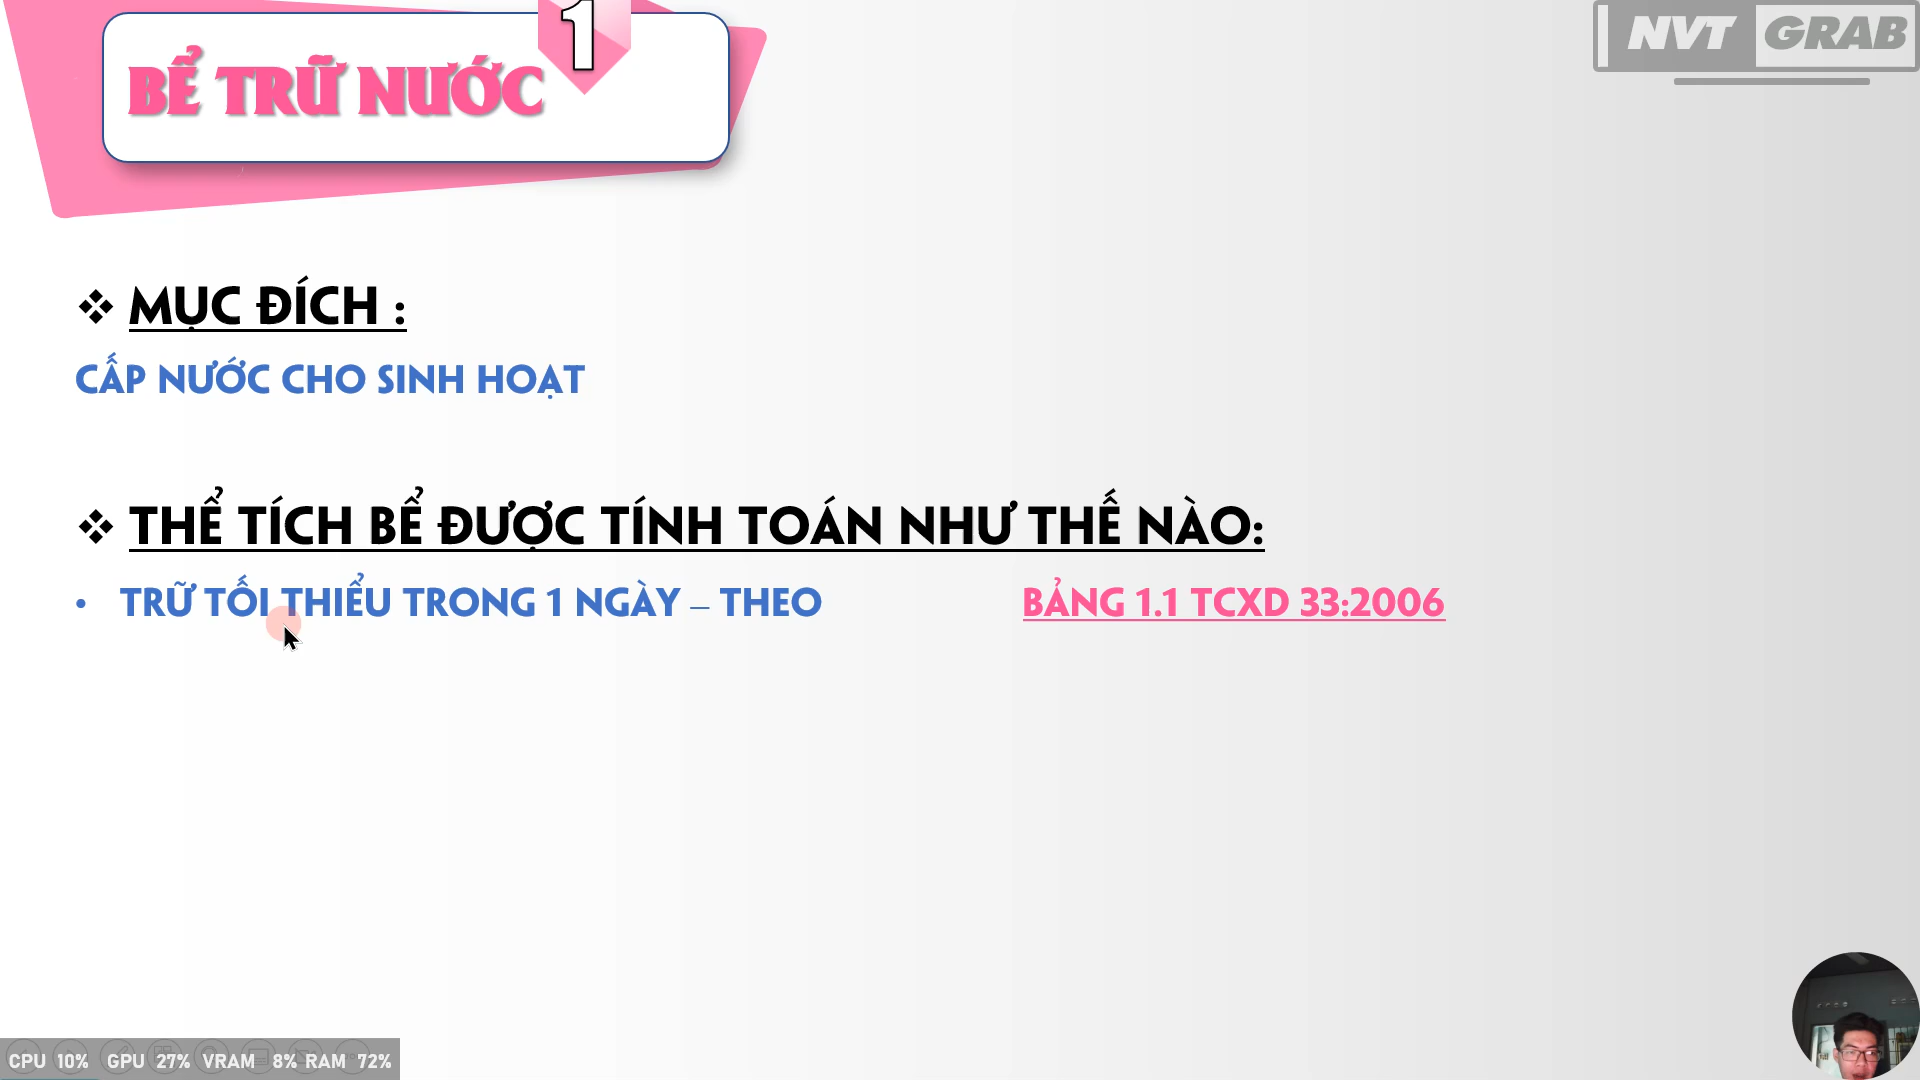 1
BỂ TRỮ NƯỚC
NVT GRAB
❖ MỤC ĐÍCH :
CẤP NƯỚC CHO SINH HOẠT
❖ THỂ TÍCH BỂ ĐƯỢC TÍNH TOÁN NHƯ THẾ NÀO:
• TRỮ TỐI THIỂU TRONG 1 NGÀY – THEO BẢNG 1.1 TCXD 33:2006
CPU 10% GPU 27% VRAM 8% RAM 72%